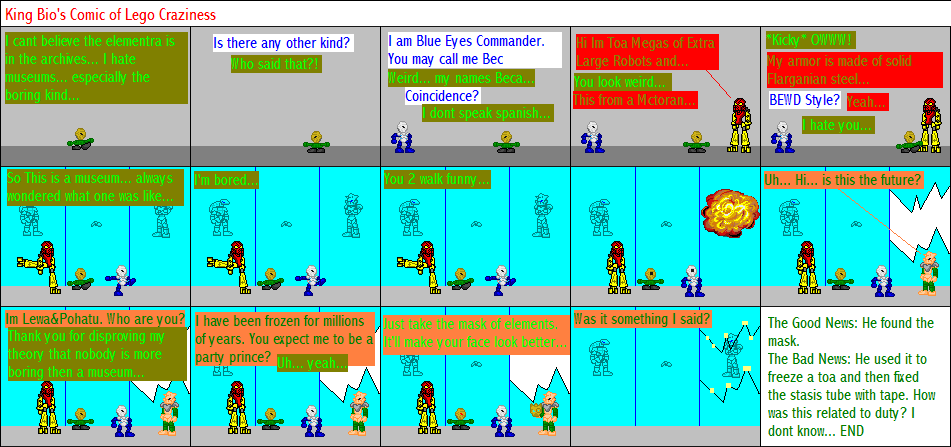 King Bio's Comic of Lego Craziness
I cant believe the elementra is
in the archives... I hate
museums... especially the
boring kind...
Is there any other kind?
Who said that?!
I am Blue Eyes Commander.
You may call me Bec
Weird... my names Beca...
Coincidence?
I dont speak spanish...
Hi Im Toa Megas of Extra
Large Robots and...
You look weird...
This from a Mctoran...
*Kicky* OWWW!
My armor is made of solid
Flarganian steel...
BEWD Style?
Yeah...
I hate you...
So This is a museum... always
wondered what one was like...
I'm bored...
You 2 walk funny...
Uh... Hi... is this the future?
Im Lewa&Pohatu. Who are you?
Thank you for disproving my
theory that nobody is more
boring then a museum...
I have been frozen for millions
of years. You expect me to be a
party prince?
Uh... yeah...
Just take the mask of elements,
it'll make your face look better...
Was it something I said?
The Good News: He found the
mask.
The Bad News: He used it to
freeze a toa and then fixed
the stasis tube with tape. How
was this related to duty? I
dont know... END